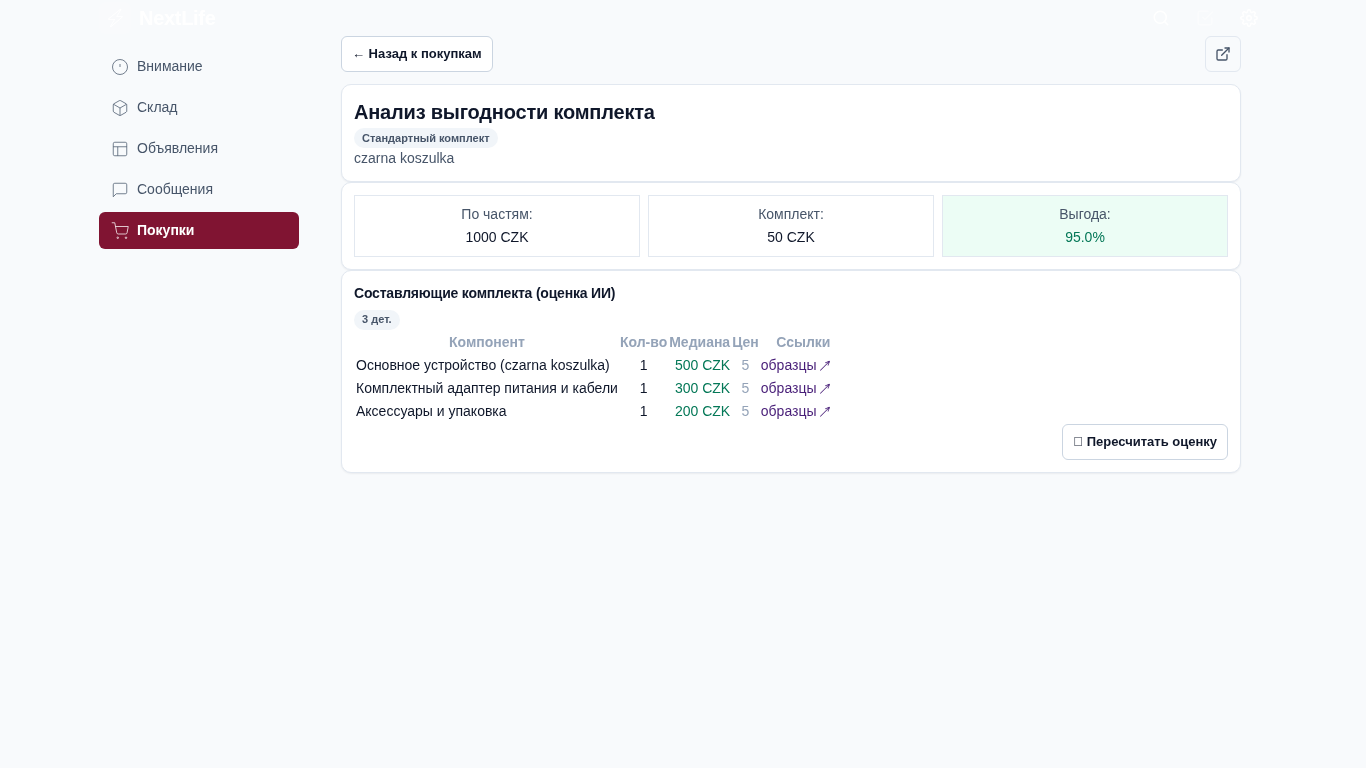 NextLife
← Назад к покупкам
Внимание
Склад
Объявления
Сообщения
Покупки
Анализ выгодности комплекта
Стандартный комплект
czarna koszulka
По частям: Комплект: Выгода:
1000 CZK 50 CZK 95.0%
Составляющие комплекта (оценка ИИ)
3 дет.
Компонент Кол-во Медиана Цен Ссылки
Основное устройство (czarna koszulka) 1 500 CZK 5 образцы ↗
Комплектный адаптер питания и кабели 1 300 CZK 5 образцы ↗
Аксессуары и упаковка 1 200 CZK 5 образцы ↗
Пересчитать оценку